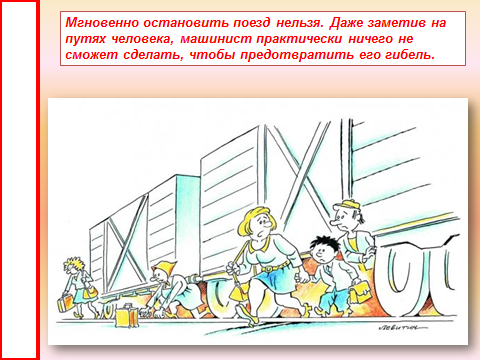 Мгновенно остановить поезд нельзя. Даже заметив на
путях человека, машинист практически ничего не
сможет сделать, чтобы предотвратить его гибель.